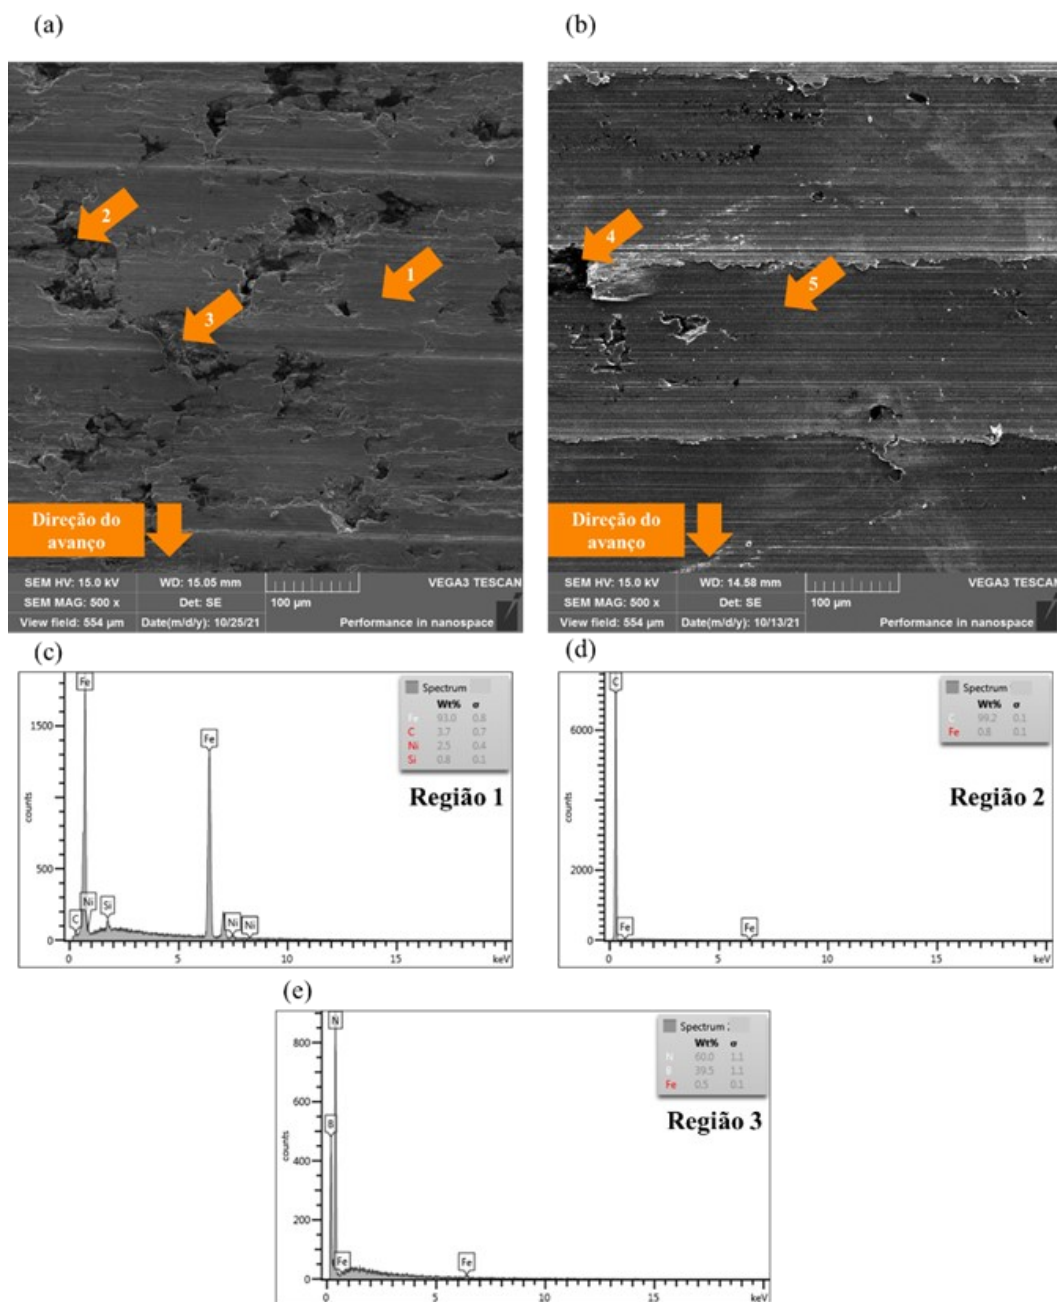 (a)
(b)
2
1
3
4
5
Direção do
avanço
Direção do
avanço
SEM HV: 15.0 kV
WD: 15.05 mm
VEGA3 TESCAN
SEM MAG: 500 x
Det: SE
100 µm
View field: 554 µm
Date(m/d/y): 10/25/21
Performance in nanospace
SEM HV: 15.0 kV
WD: 14.58 mm
VEGA3 TESCAN
SEM MAG: 500 x
Det: SE
100 µm
View field: 554 µm
Date(m/d/y): 10/13/21
Performance in nanospace
(c)
(d)
Fe
Spectrum
Wt% σ
Fe 93.0 0.8
C 3.7 0.7
Ni 2.5 0.4
Si 0.8 0.1
1500
Fe
Região 1
counts
500
C
Ni
Si
Ni
Ni
0
0 5 10 15 keV
C
Spectrum
Wt% σ
C 99.2 0.1
Fe 0.8 0.1
6000
Região 2
counts
2000
Fe
Fe
0
0 5 10 15 keV
(e)
N
Spectrum
Wt% σ
N 60.0 1.1
B 39.5 1.1
Fe 0.5 0.1
800
600
B
Região 3
counts
400
200
Fe
Fe
0
0 5 10 15 keV